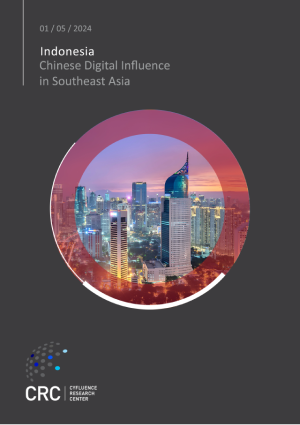 01 / 05 / 2024
Indonesia
Chinese Digital Influence
in Southeast Asia
CRC
CYFLUENCE
RESEARCH
CENTER